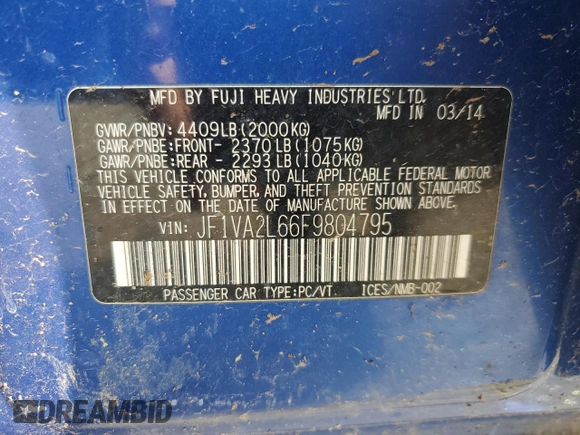 MFD BY FUJI HEAVY INDUSTRIES LTD.
MFD IN 03/14
GVWR/PNBV: 4409LB(2000KG)
GAWR/PNBE:FRONT- 2370LB(1075KG)
GAWR/PNBE:REAR - 2293LB(1040KG)
THIS VEHICLE CONFORMS TO ALL APPLICABLE FEDERAL MOTOR
VEHICLE SAFETY, BUMPER, AND THEFT PREVENTION STANDARDS
IN EFFECT ON THE DATE OF MANUFACTURE SHOWN ABOVE.
VIN: JF1VA2L66F9804795
PASSENGER CAR TYPE:PC/VT. ICES/NMB-002
DREAMBID